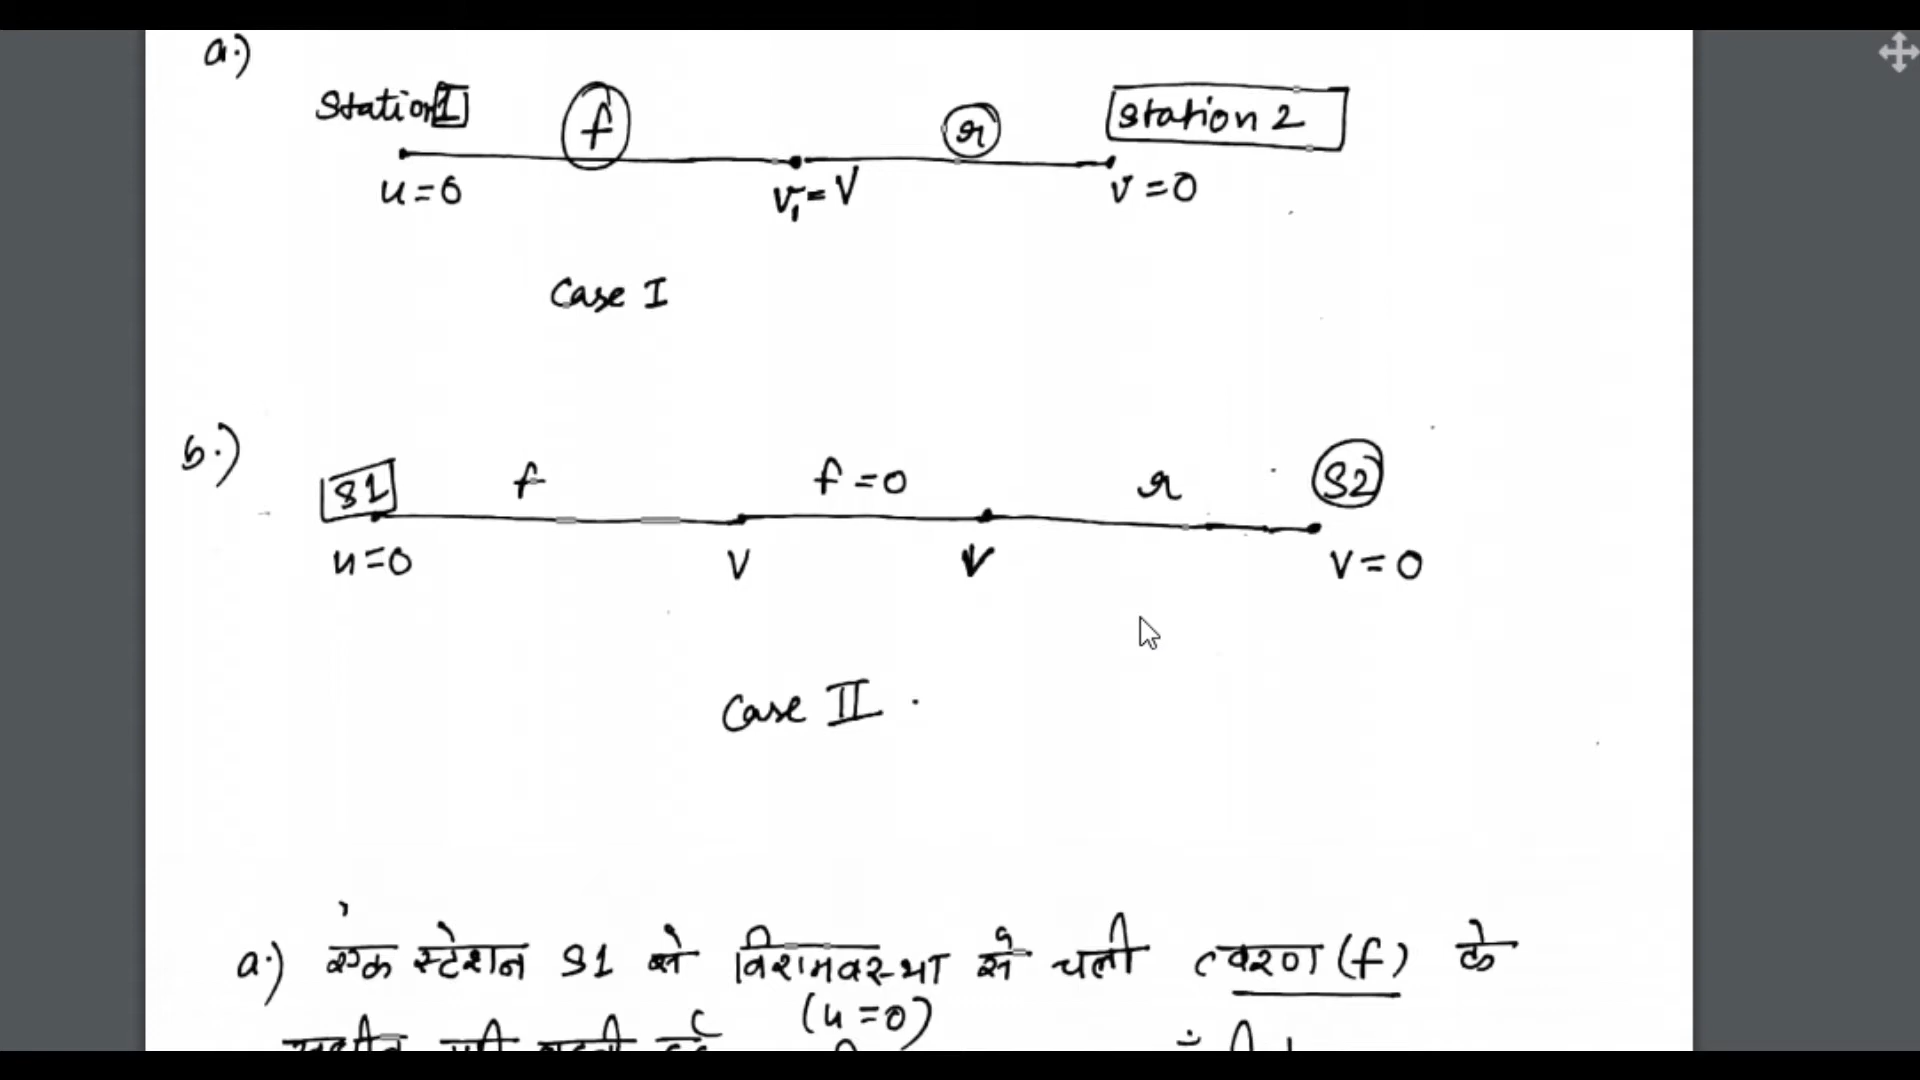 a.)
Station 1 f r Station 2
u=0 v₁=V v=0
Case I
b.)
S1 f f=0 r S2
u=0 V V v=0
Case II.
a.) एक स्टेशन S1 से विरामवस्था से चली त्वरण (f) के
(u=0)